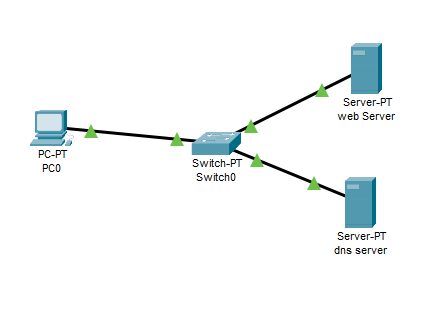 Server-PT
web Server
PC-PT
PC0
Switch-PT
Switch0
Server-PT
dns server